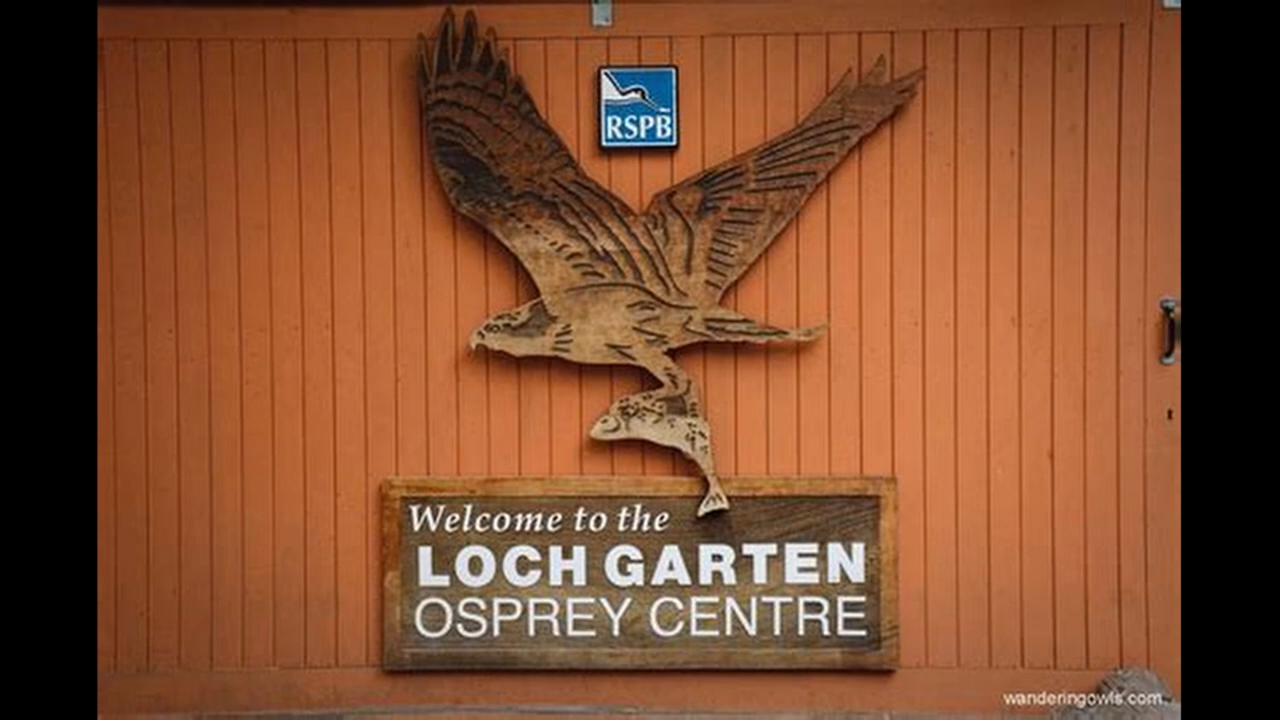 RSPB
Welcome to the
LOCH GARTEN
OSPREY CENTRE
wanderingowls.com